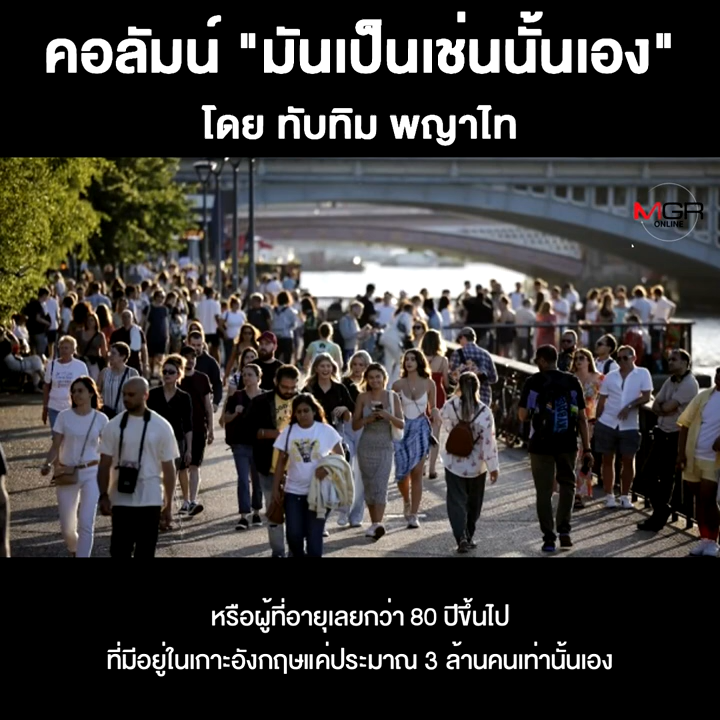 คอลัมน์ "มันเป็นเช่นนั้นเอง"
โดย ทับทิม พญาไท
MGR
ONLINE
หรือผู้ที่อายุเลยกว่า 80 ปีขึ้นไป
ที่มีอยู่ในเกาะอังกฤษแค่ประมาณ 3 ล้านคนเท่านั้นเอง